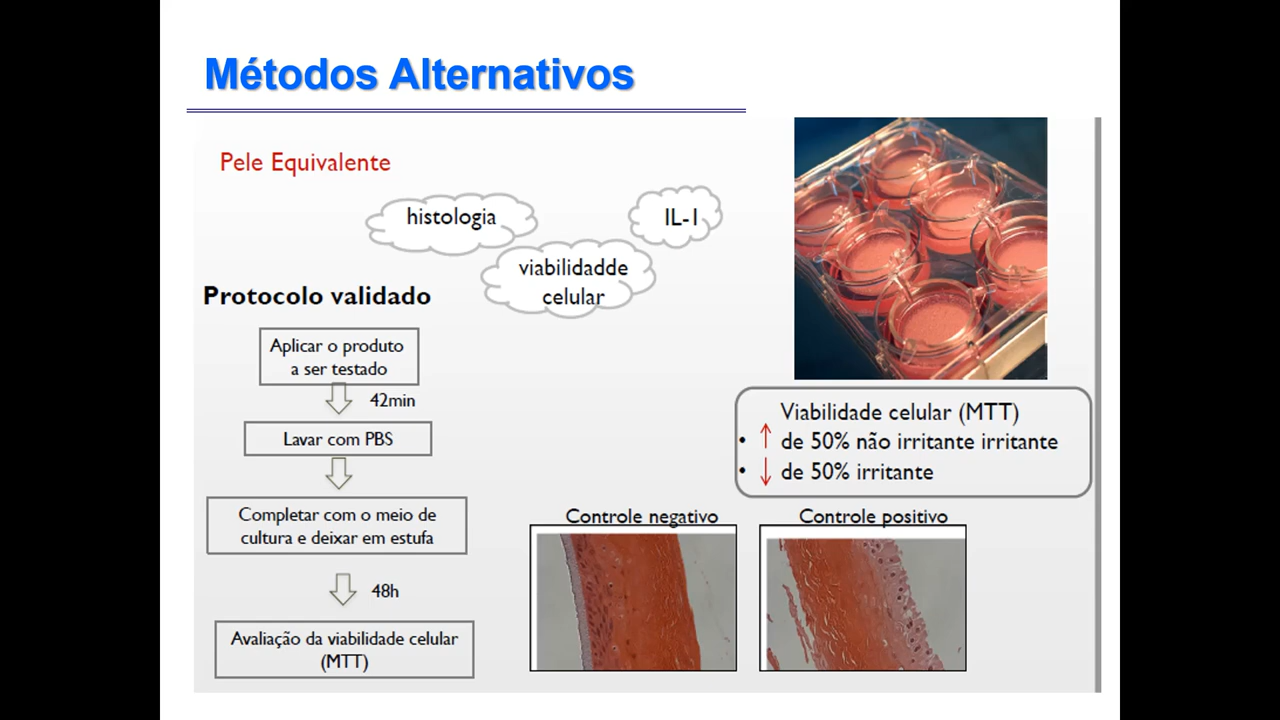 Métodos Alternativos
Pele Equivalente
histologia
IL-1
viabilidadde
celular
Protocolo validado
Aplicar o produto
a ser testado
42min
Lavar com PBS
Completar com o meio de
cultura e deixar em estufa
48h
Avaliação da viabilidade celular
(MTT)
Viabilidade celular (MTT)
• ↑ de 50% não irritante irritante
• ↓ de 50% irritante
Controle negativo
Controle positivo